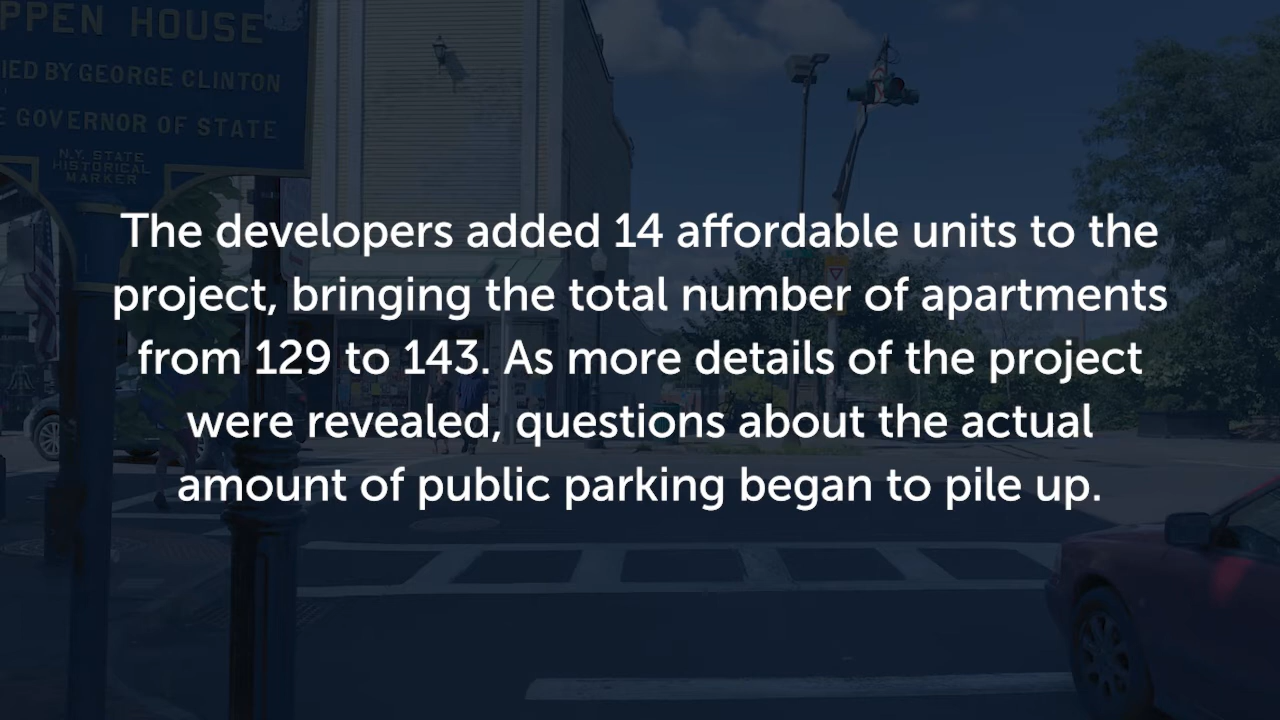 PPEN HOUSE
IED BY GEORGE CLINTON
GOVERNOR OF STATE
N.Y. STATE
HISTORICAL
MARKER
The developers added 14 affordable units to the
project, bringing the total number of apartments
from 129 to 143. As more details of the project
were revealed, questions about the actual
amount of public parking began to pile up.